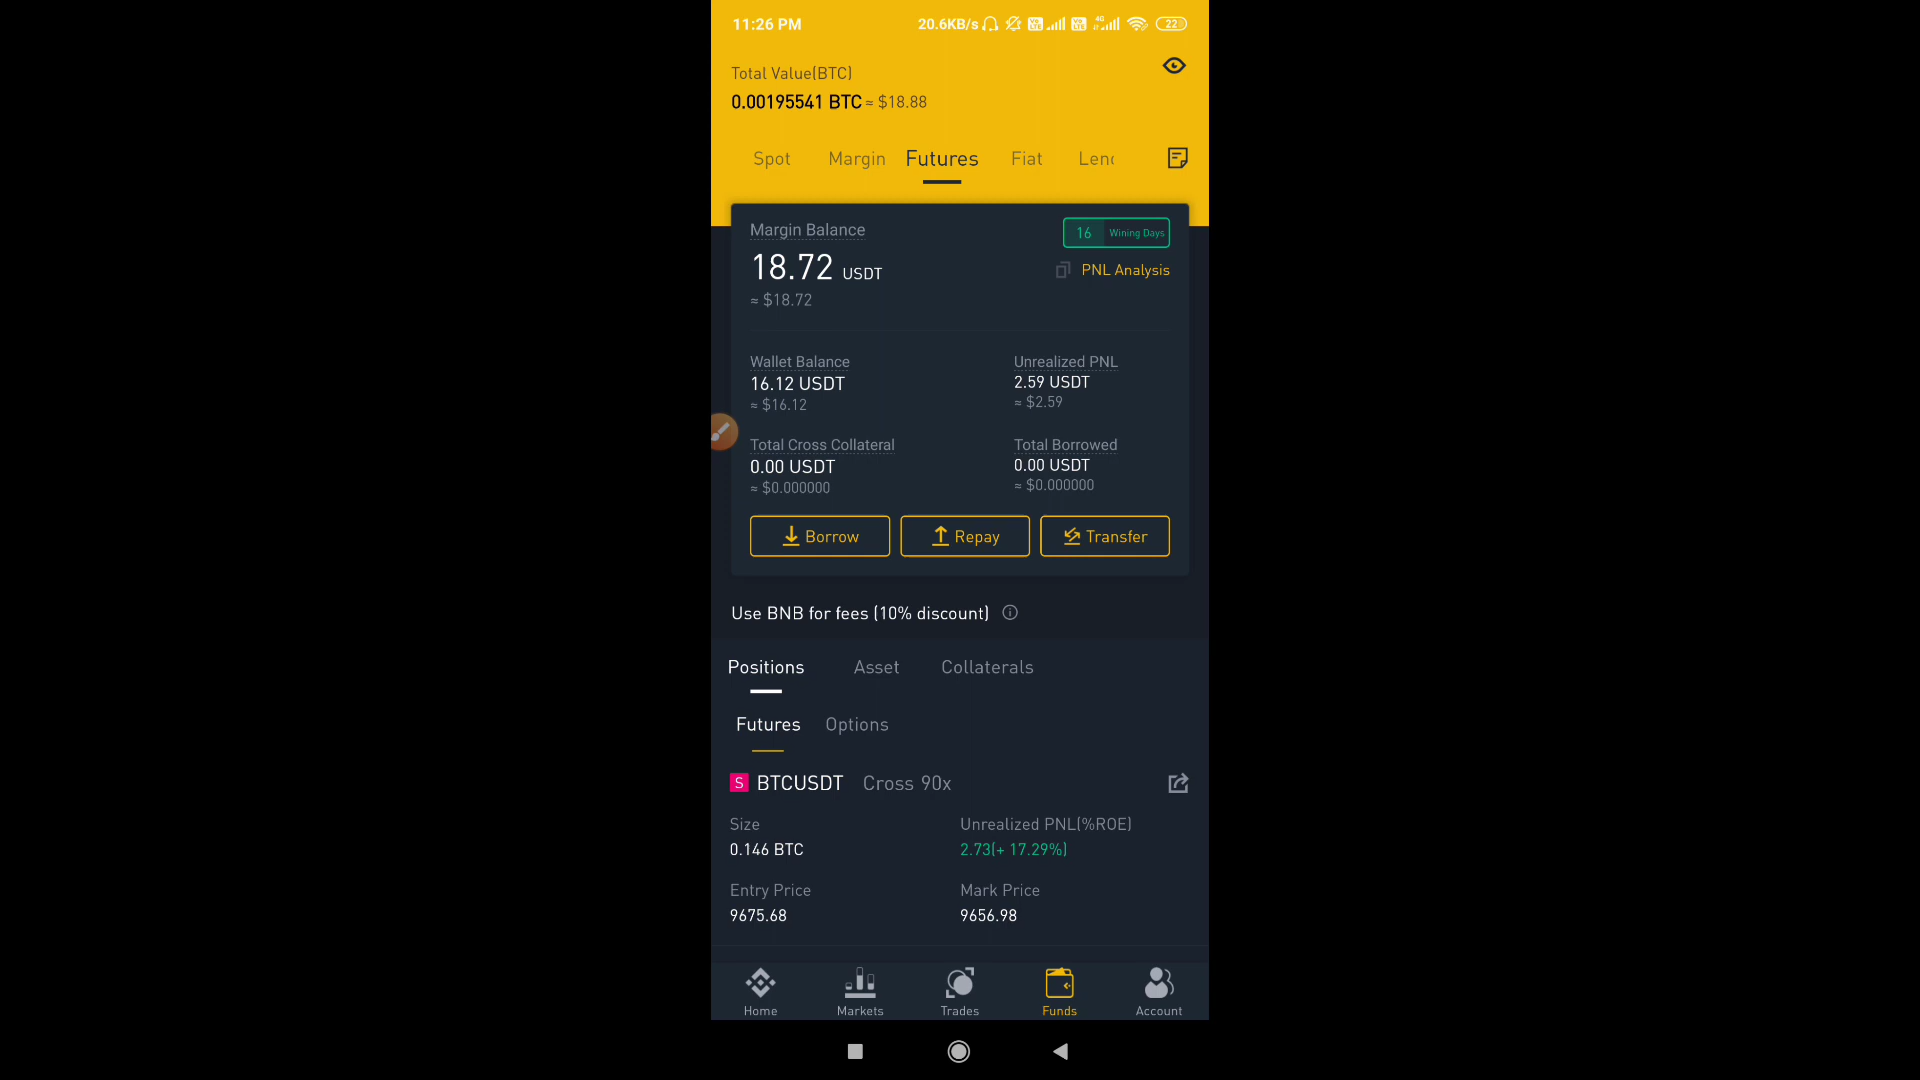 11:26 PM 20.6KB/s 4G 22
Total Value(BTC)
0.00195541 BTC ≈ $18.88
Spot Margin Futures Fiat Len
Margin Balance 16 Wining Days
18.72 USDT PNL Analysis
≈ $18.72
Wallet Balance Unrealized PNL
16.12 USDT 2.59 USDT
≈ $16.12 ≈ $2.59
Total Cross Collateral Total Borrowed
0.00 USDT 0.00 USDT
≈ $0.000000 ≈ $0.000000
Borrow Repay Transfer
Use BNB for fees (10% discount)
Positions Asset Collaterals
Futures Options
S BTCUSDT Cross 90x
Size Unrealized PNL(%ROE)
0.146 BTC 2.73(+ 17.29%)
Entry Price Mark Price
9675.68 9656.98
Home Markets Trades Funds Account